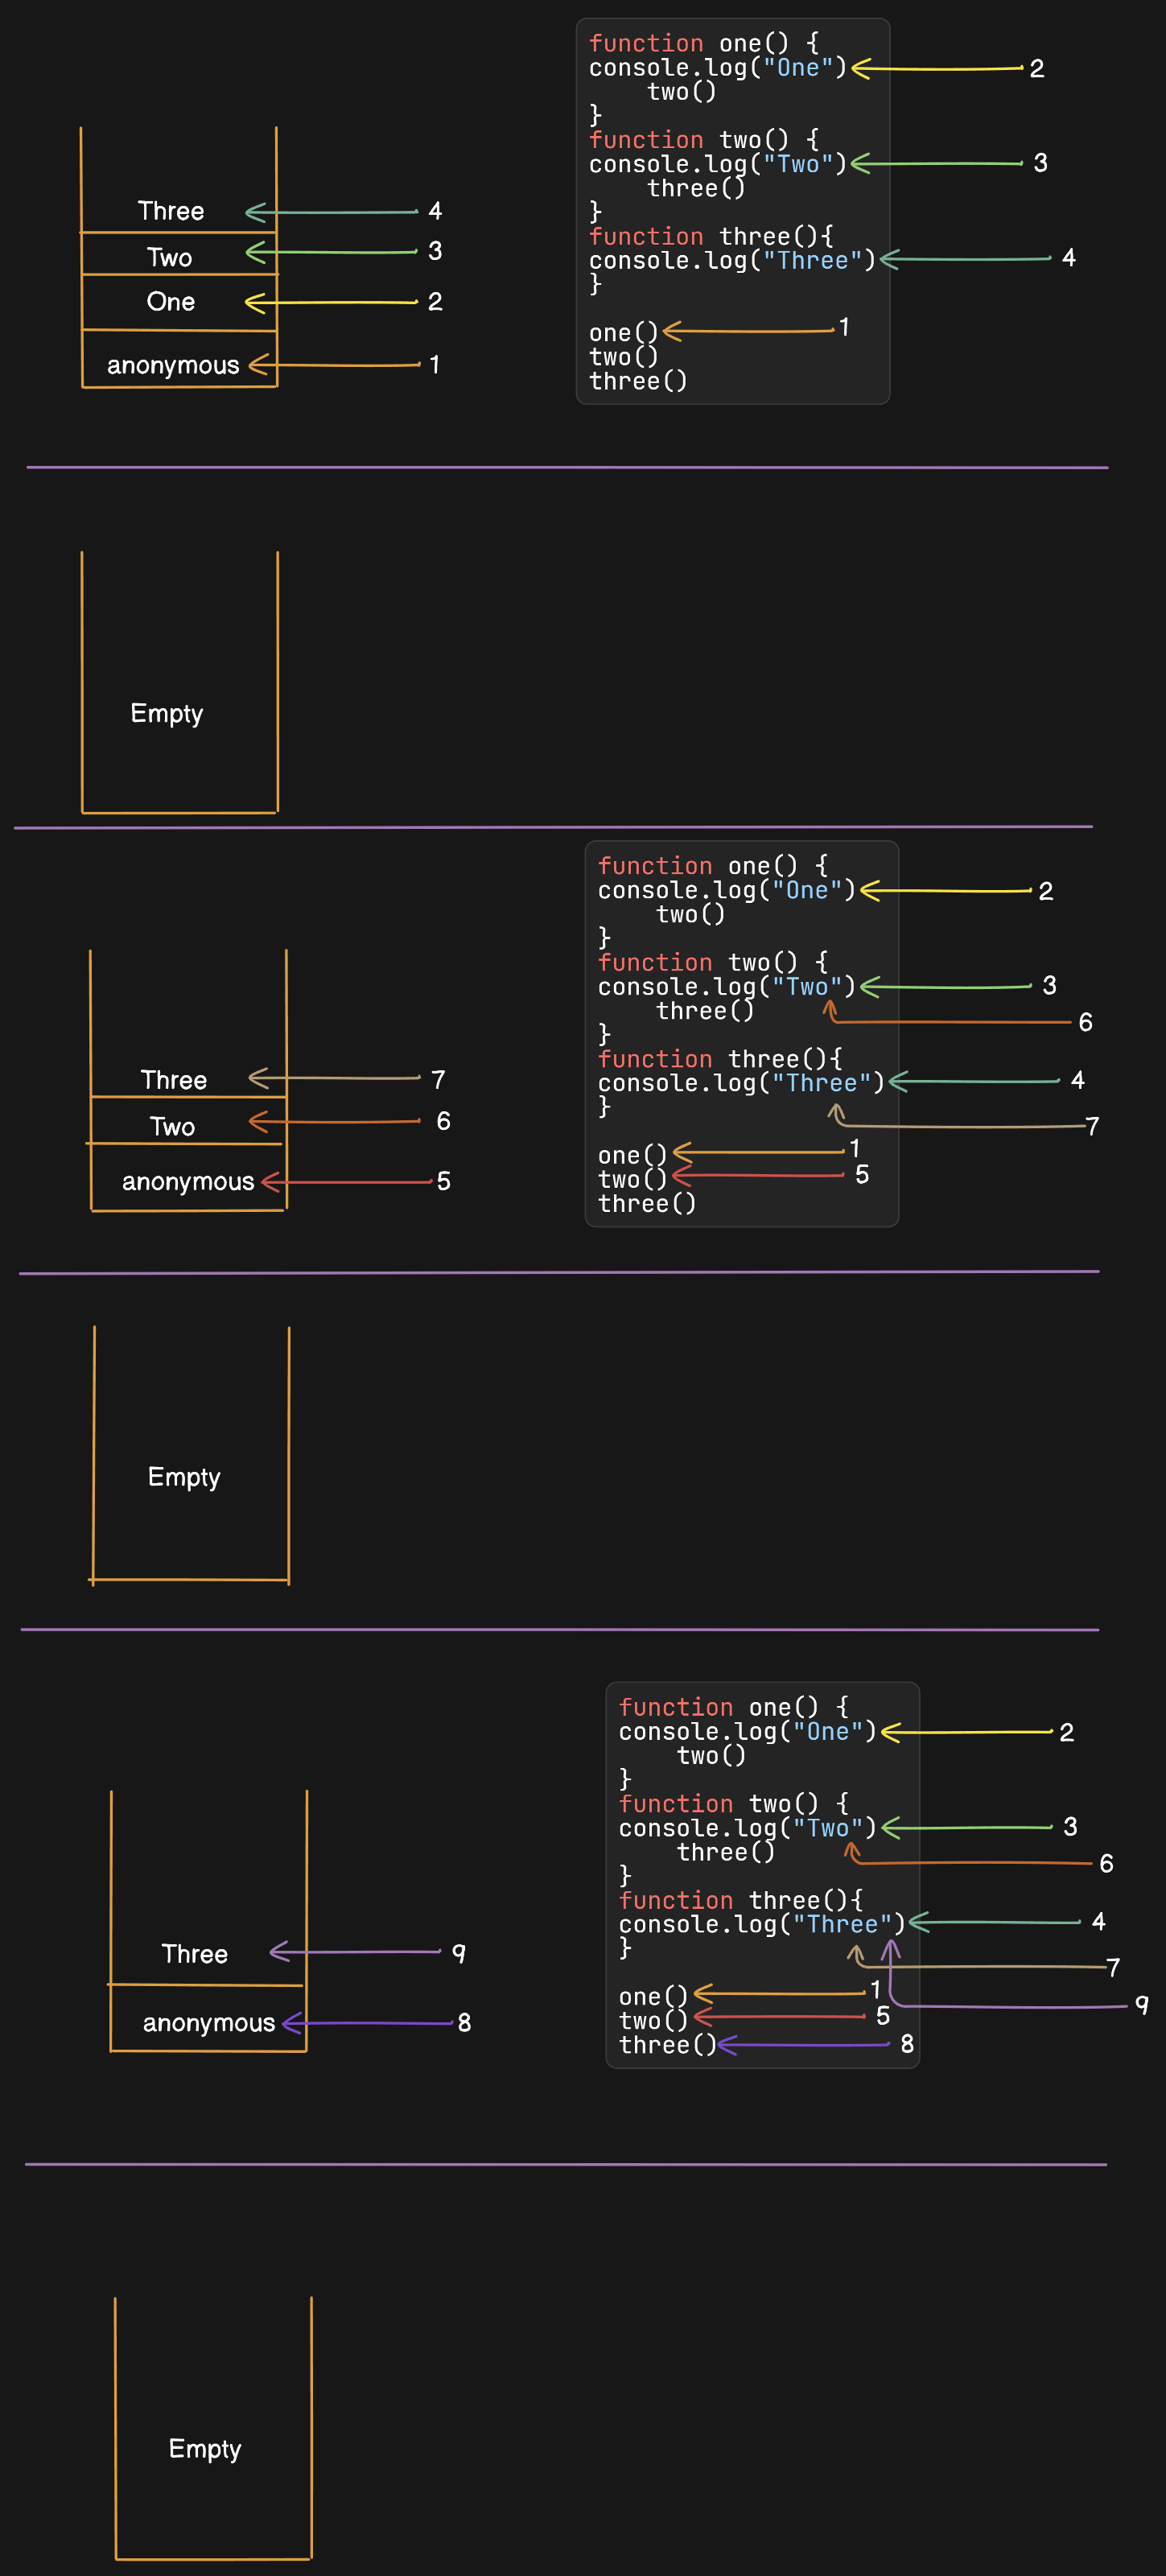 function one() {
console.log("One")
2
two()
}
function two() {
console.log("Two")
3
three()
}
function three(){
console.log("Three")
4
}
one()
1
two()
three()
Three
4
Two
3
One
2
anonymous
1
Empty
function one() {
console.log("One")
2
two()
}
function two() {
console.log("Two")
3
three()
6
}
function three(){
console.log("Three")
4
}
7
one()
1
two()
5
three()
Three
7
Two
6
anonymous
5
Empty
function one() {
console.log("One")
2
two()
}
function two() {
console.log("Two")
3
three()
6
}
function three(){
console.log("Three")
4
}
7
one()
1
9
two()
5
three()
8
Three
9
anonymous
8
Empty